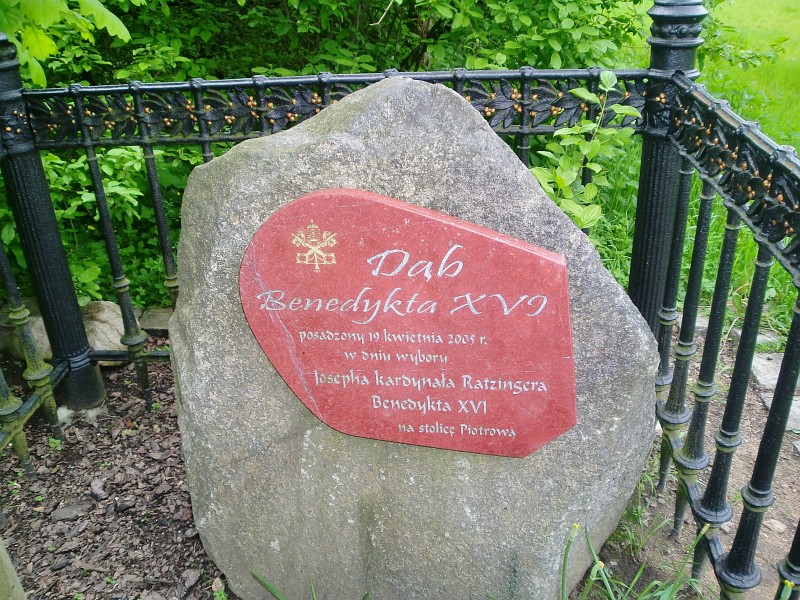 Dąb
Benedykta XVI
posadzony 19 kwietnia 2005 r.
w dniu wyboru
Josepha kardynała Ratzingera
Benedykta XVI
na stolicę Piotrową